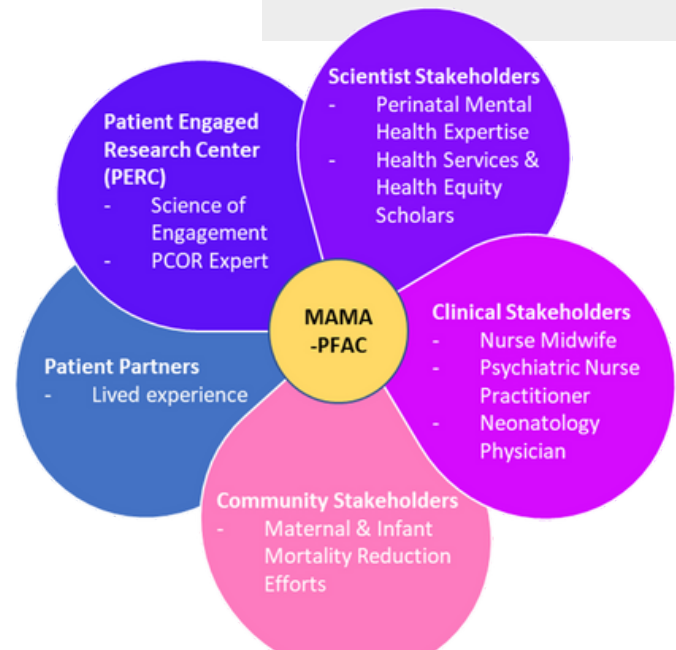 Scientist Stakeholders
- Perinatal Mental
Health Expertise
- Health Services &
Health Equity
Scholars
Patient Engaged
Research Center
(PERC)
- Science of
Engagement
- PCOR Expert
MAMA
-PFAC
Clinical Stakeholders
- Nurse Midwife
- Psychiatric Nurse
Practitioner
- Neonatology
Physician
Patient Partners
- Lived experience
Community Stakeholders
- Maternal & Infant
Mortality Reduction
Efforts